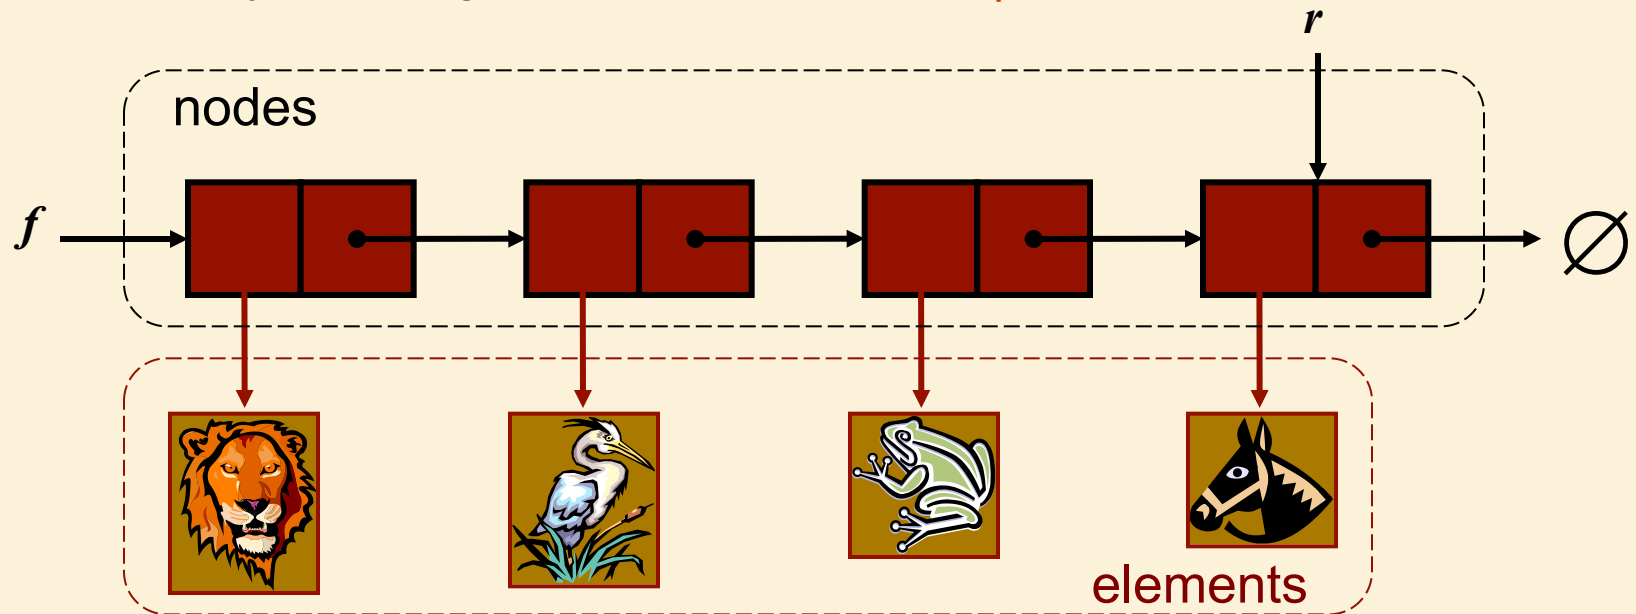 r
nodes
f
∅
elements